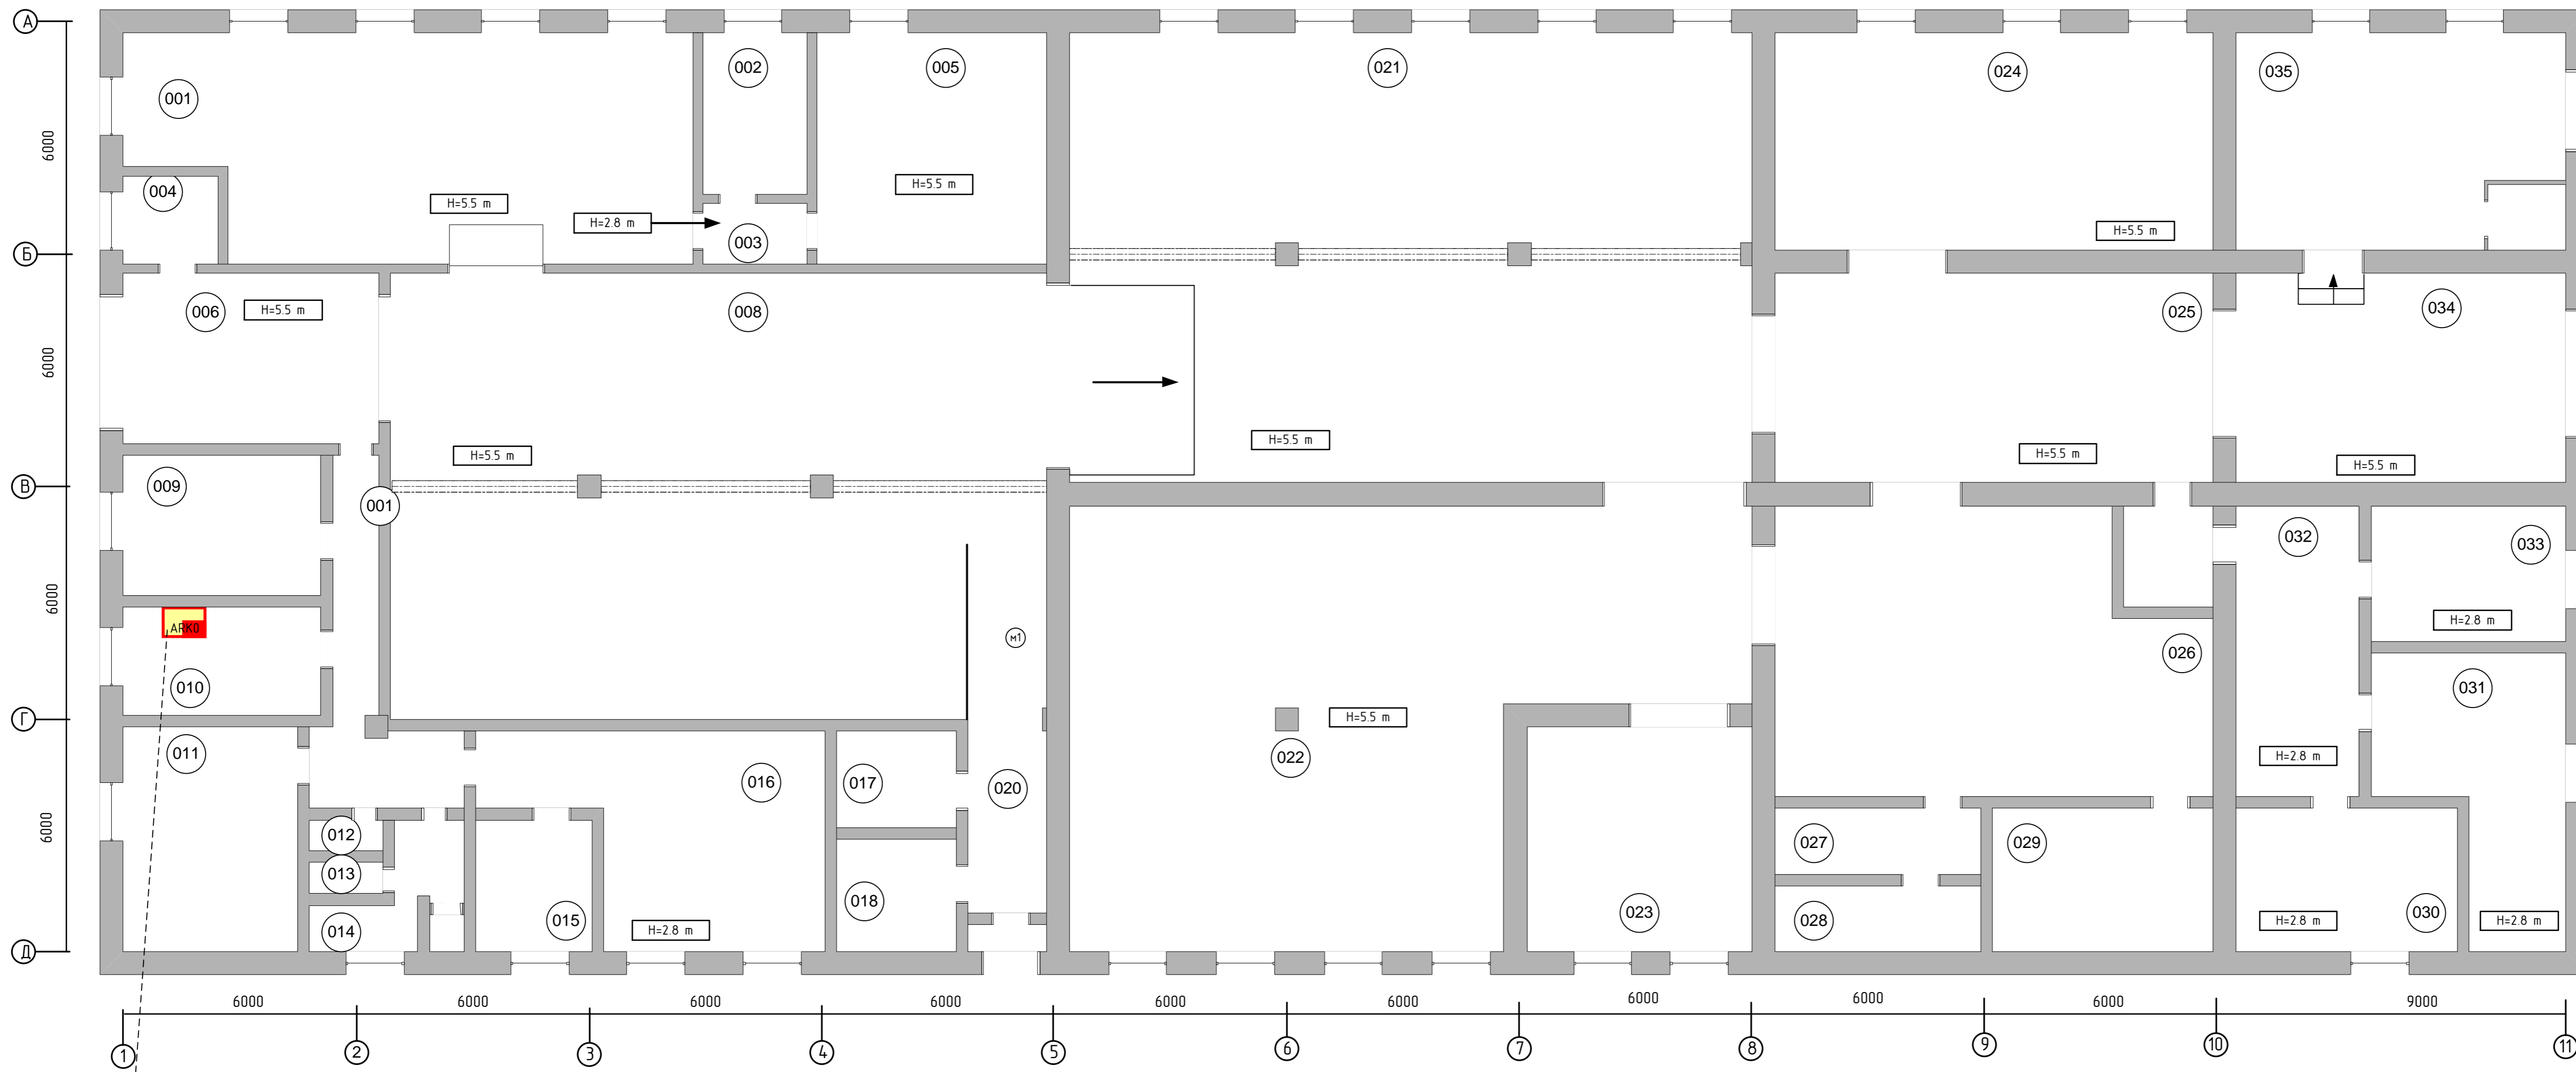 А
002
005
021
024
035
001
6000
004
H=5.5 m
H=2.8 m
H=5.5 m
003
H=5.5 m
Б
006
H=5.5 m
008
025
034
6000
H=5.5 m
H=5.5 m
H=5.5 m
H=5.5 m
В
009
001
032
033
6000
ARK0
м1
H=2.8 m
010
026
031
Г
H=5.5 m
011
016
017
020
022
H=2.8 m
6000
012
013
027
029
018
014
015
H=2.8 m
023
028
H=2.8 m
030
H=2.8 m
Д
6000
6000
6000
6000
6000
6000
6000
6000
6000
9000
1
2
3
4
5
6
7
8
9
10
11